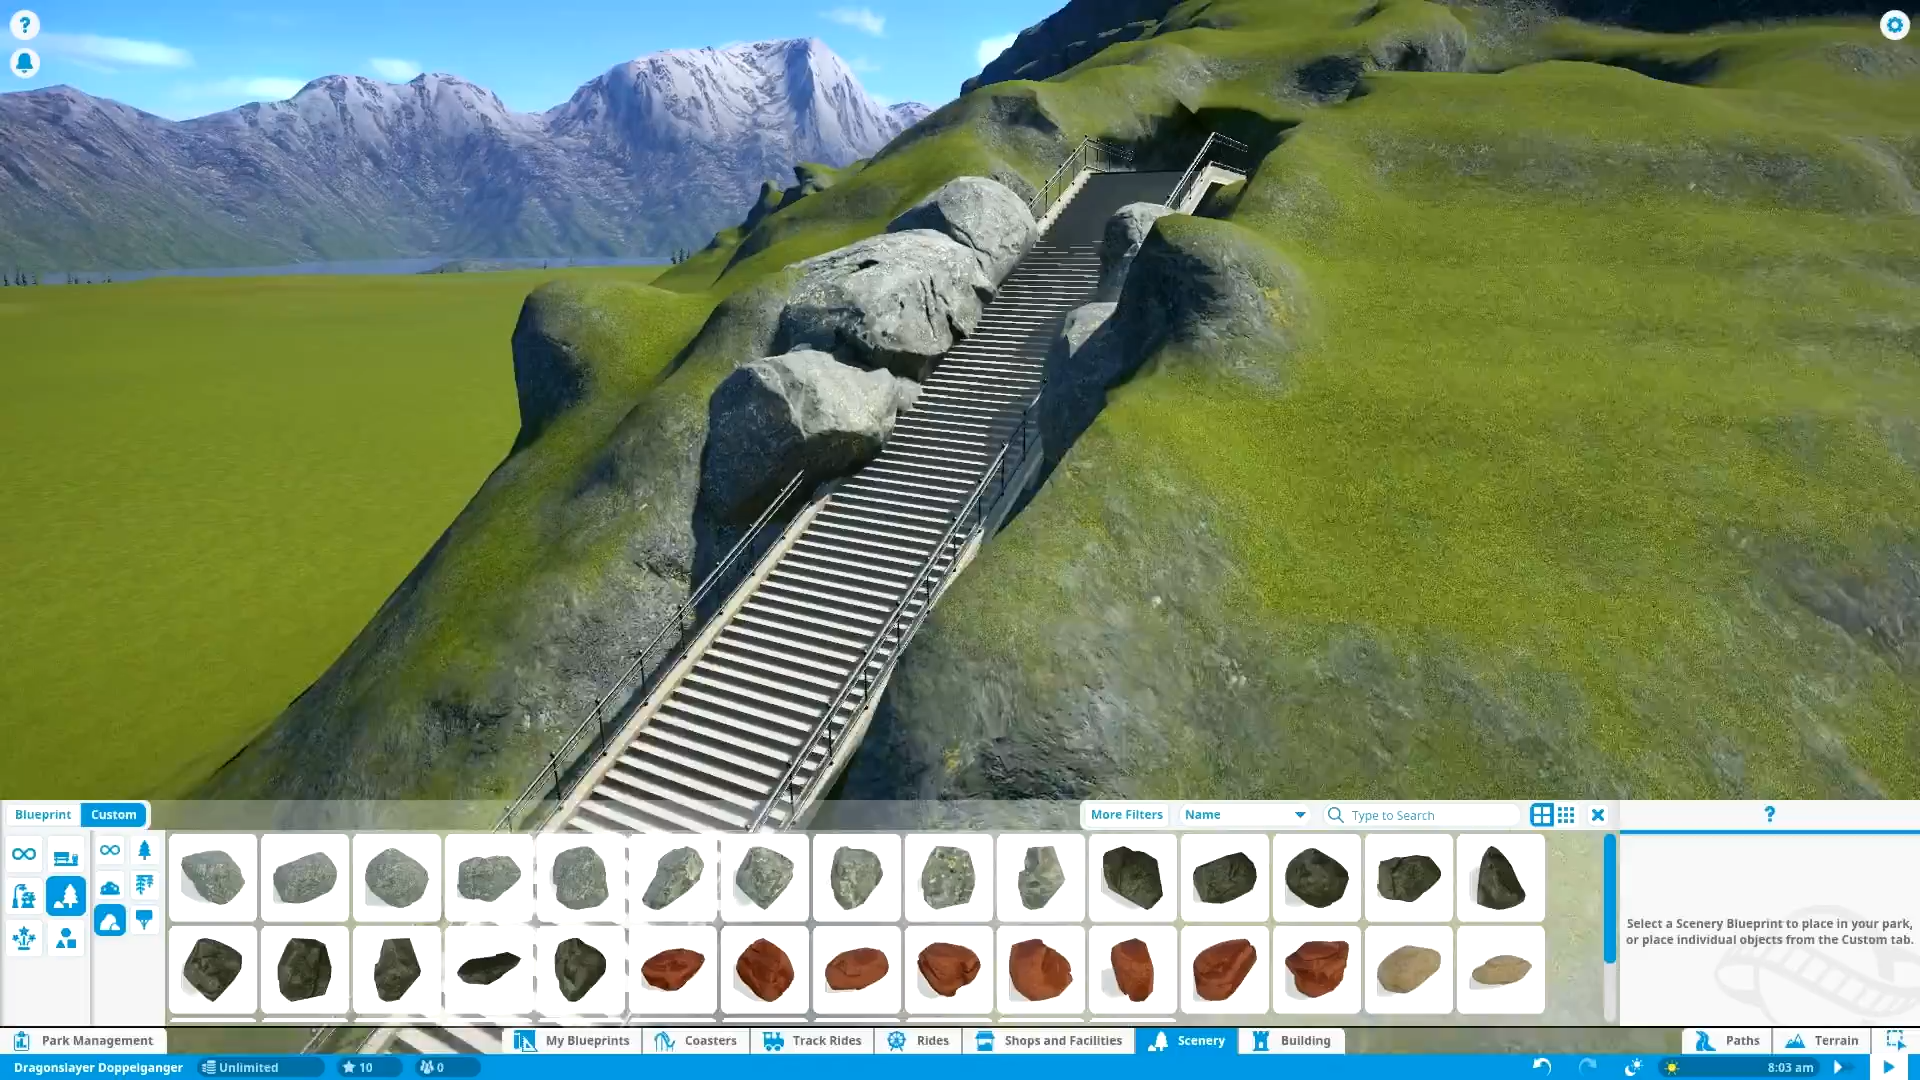 ?
Blueprint
Custom
More Filters
Name
Type to Search
?
Select a Scenery Blueprint to place in your park,
or place individual objects from the Custom tab.
Park Management
My Blueprints
Coasters
Track Rides
Rides
Shops and Facilities
Scenery
Building
Paths
Terrain
Dragonslayer Doppelganger
Unlimited
10
0
8:03 am